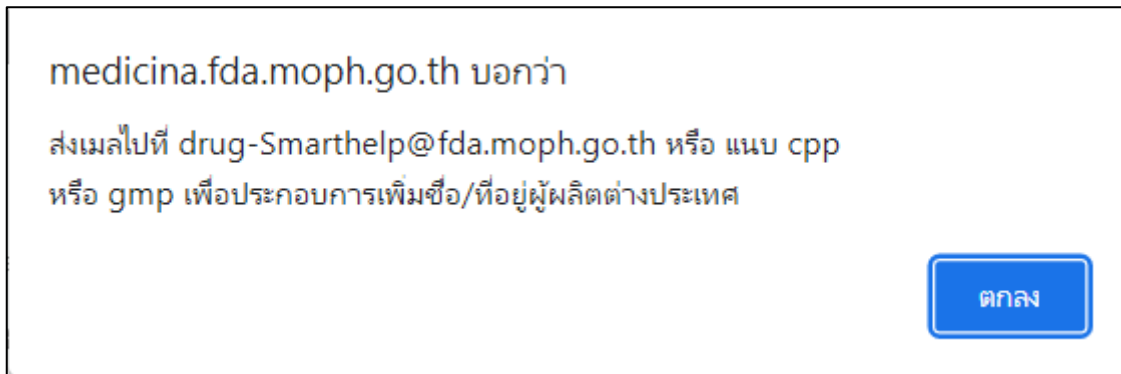 medicina.fda.moph.go.th บอกว่า
ส่งเมลไปที่ drug-Smarthelp@fda.moph.go.th หรือ แนบ cpp
หรือ gmp เพื่อประกอบการเพิ่มชื่อ/ที่อยู่ผู้ผลิตต่างประเทศ
ตกลง